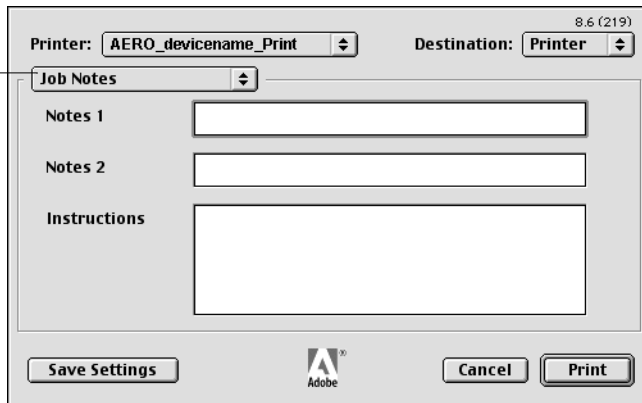 8.6 (219)
Printer: AERO_devicename_Print Destination: Printer
Job Notes
Notes 1
Notes 2
Instructions
Save Settings Adobe® Cancel Print